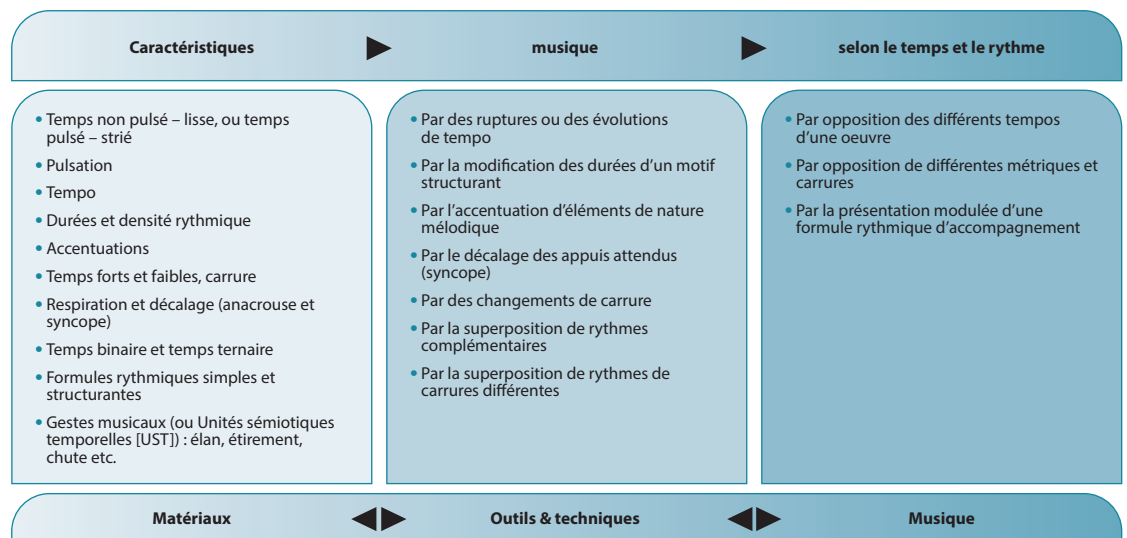 Caractéristiques
musique
selon le temps et le rythme
• Temps non pulsé – lisse, ou temps
pulsé – strié
• Pulsation
• Tempo
• Durées et densité rythmique
• Accentuations
• Temps forts et faibles, carrure
• Respiration et décalage (anacrouse et
syncope)
• Temps binaire et temps ternaire
• Formules rythmiques simples et
structurantes
• Gestes musicaux (ou Unités sémiotiques
temporelles [UST]) : élan, étirement,
chute etc.
• Par des ruptures ou des évolutions
de tempo
• Par la modification des durées d’un motif
structurant
• Par l’accentuation d’éléments de nature
mélodique
• Par le décalage des appuis attendus
(syncope)
• Par des changements de carrure
• Par la superposition de rythmes
complémentaires
• Par la superposition de rythmes de
carrures différentes
• Par opposition des différents tempos
d’une oeuvre
• Par opposition de différentes métriques et
carrures
• Par la présentation modulée d’une
formule rythmique d’accompagnement
Matériaux
Outils & techniques
Musique